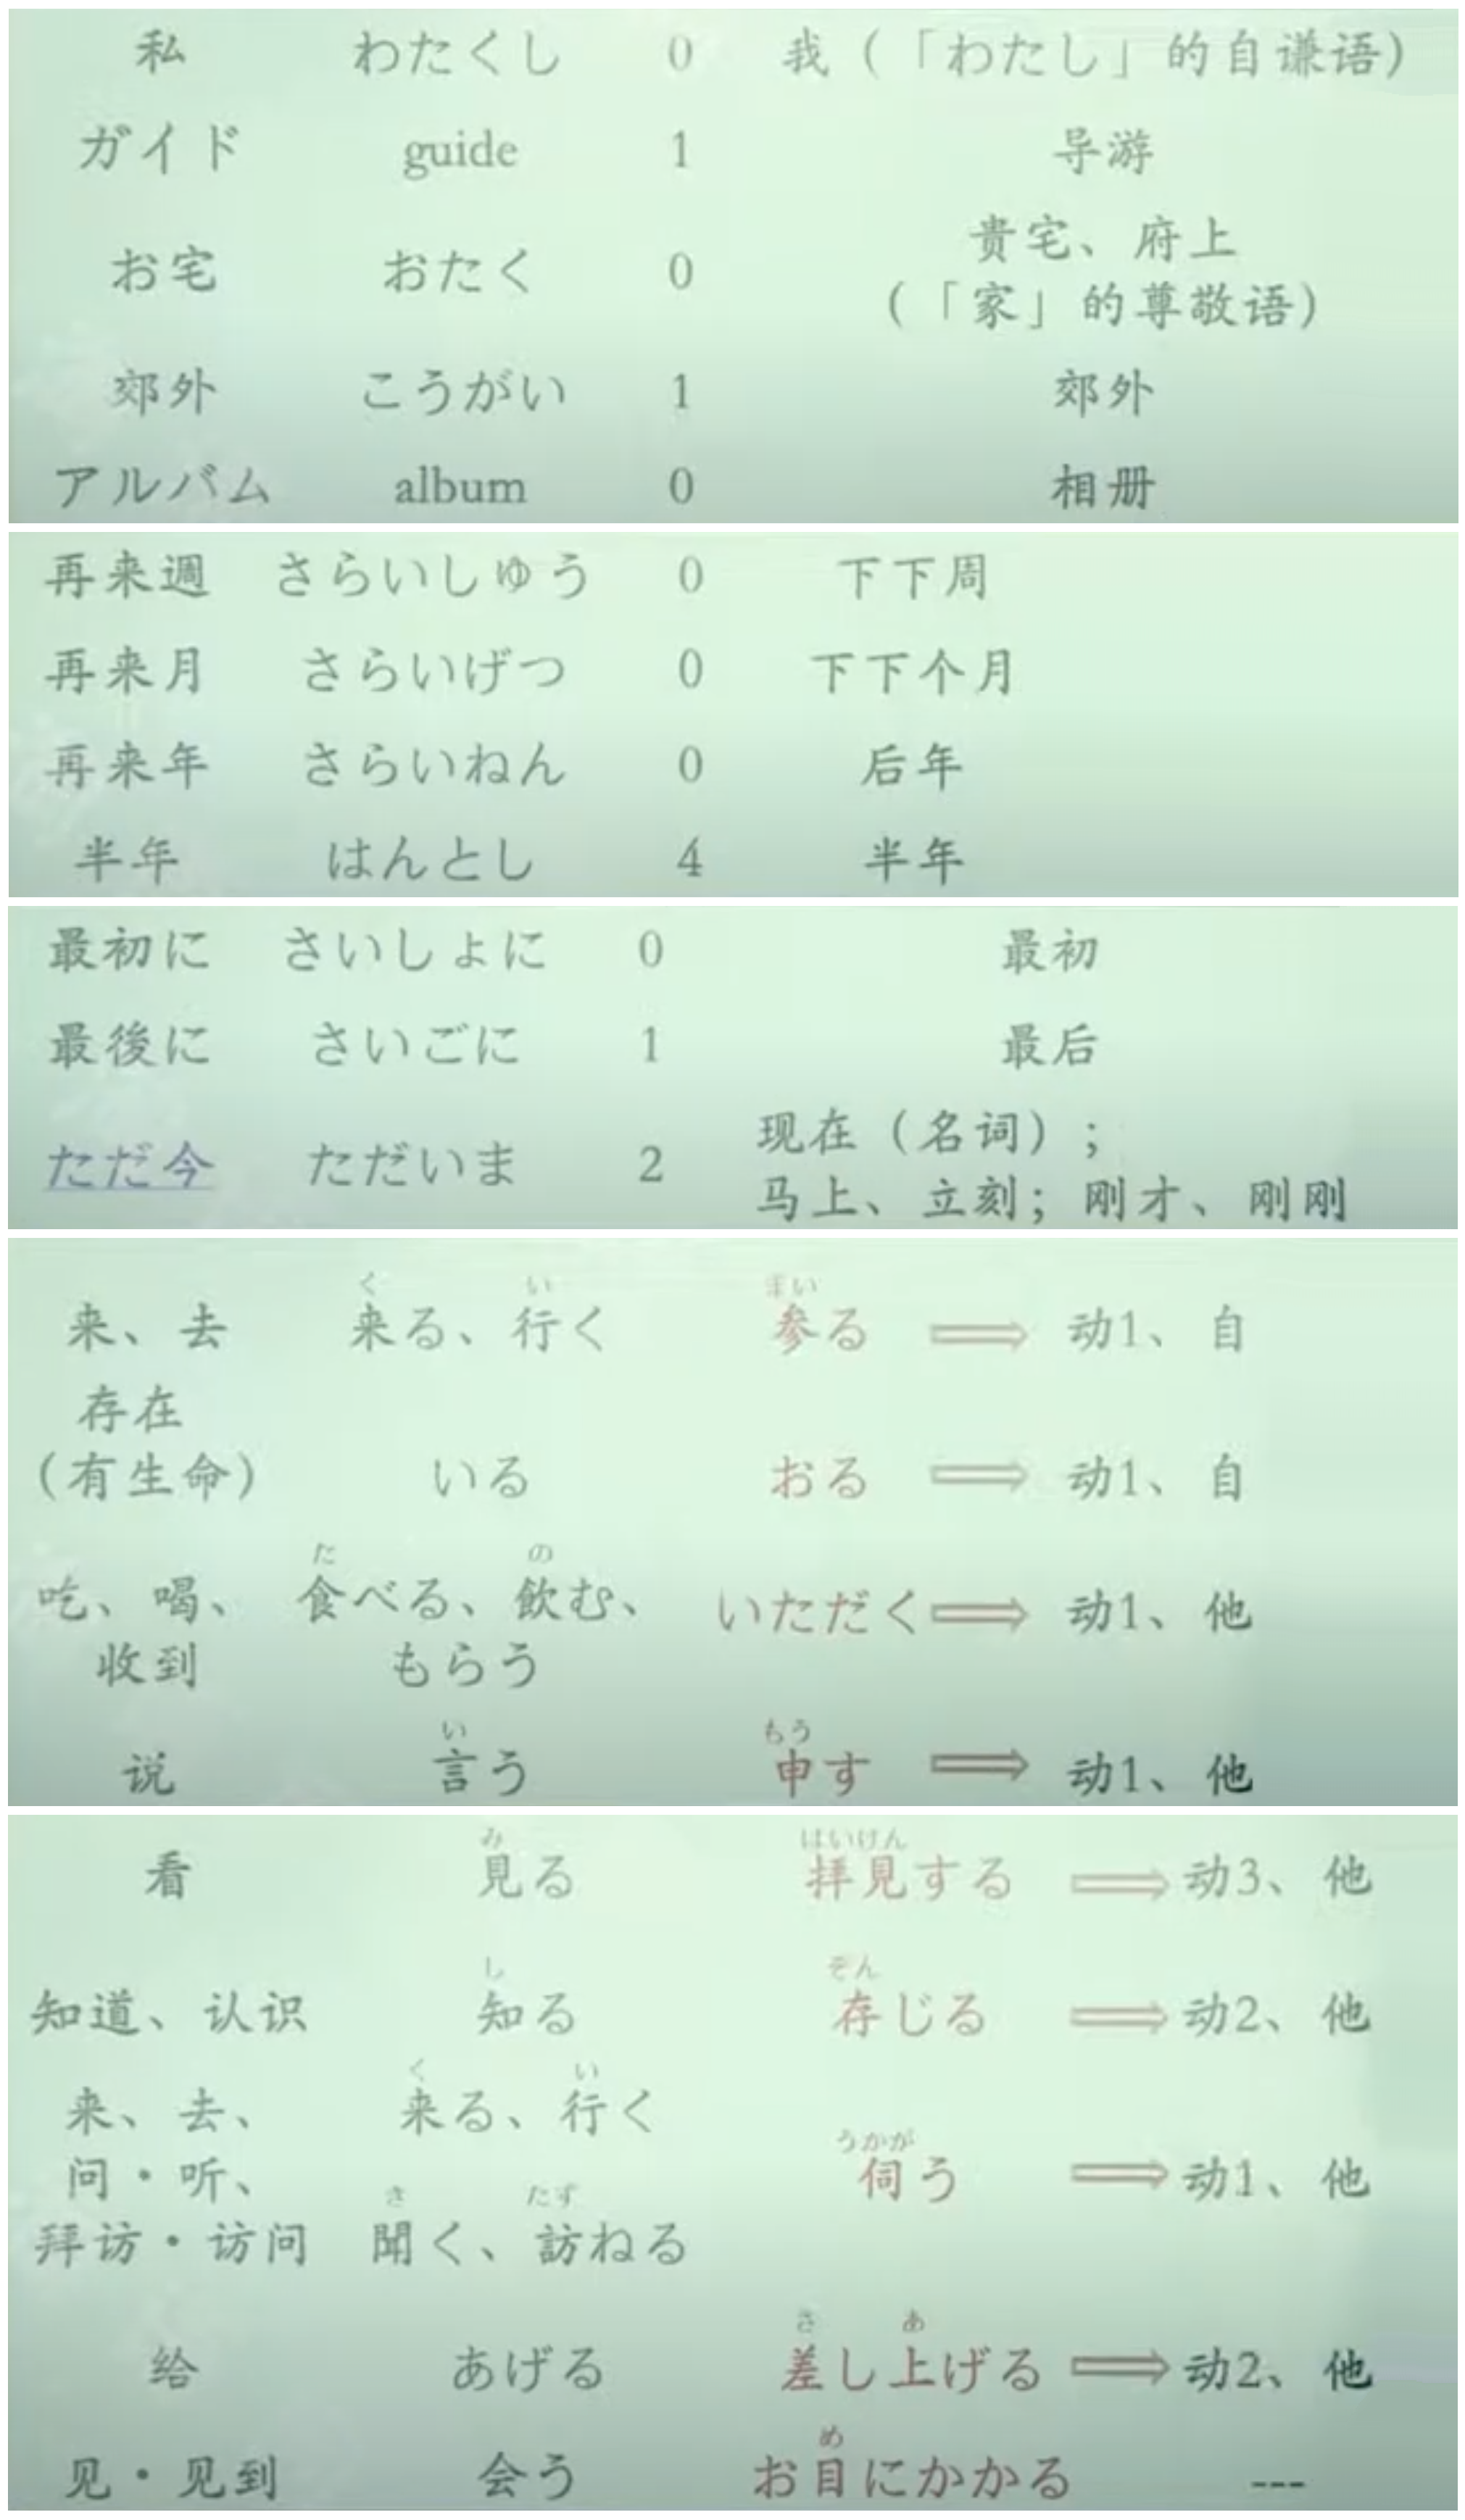 私 わたくし 0 我（「わたし」的自谦语）
ガイド guide 1 导游
お宅 おたく 0 贵宅、府上
（「家」的尊敬语）
郊外 こうがい 1 郊外
アルバム album 0 相册
再来週 さらいしゅう 0 下下周
再来月 さらいげつ 0 下下个月
再来年 さらいねん 0 后年
半年 はんとし 4 半年
最初に さいしょに 0 最初
最後に さいごに 1 最后
ただ今 ただいま 2 现在（名词）；
马上、立刻；刚才、刚刚
く い まい
来、去 来る、行く 参る ⇒ 动1、自
存在
（有生命） いる おる ⇒ 动1、自
た の
吃、喝、 食べる、飲む、 いただく ⇒ 动1、他
收到 もらう
い もう
说 言う 申す ⇒ 动1、他
み はいけん
看 見る 拝見する ⇒ 动3、他
し ぞん
知道、认识 知る 存じる ⇒ 动2、他
く い
来、去、 来る、行く
うかが
问・听、 伺う ⇒ 动1、他
き たず
拜访・访问 聞く、訪ねる
さ あ
给 あげる 差し上げる ⇒ 动2、他
め
见・见到 会う お目にかかる ---